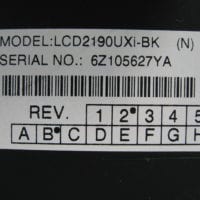 MODEL:LCD2190UXi-BK (N)
SERIAL NO.: 6Z105627YA
REV. 1 2 3 4 5
A B C D E F G H